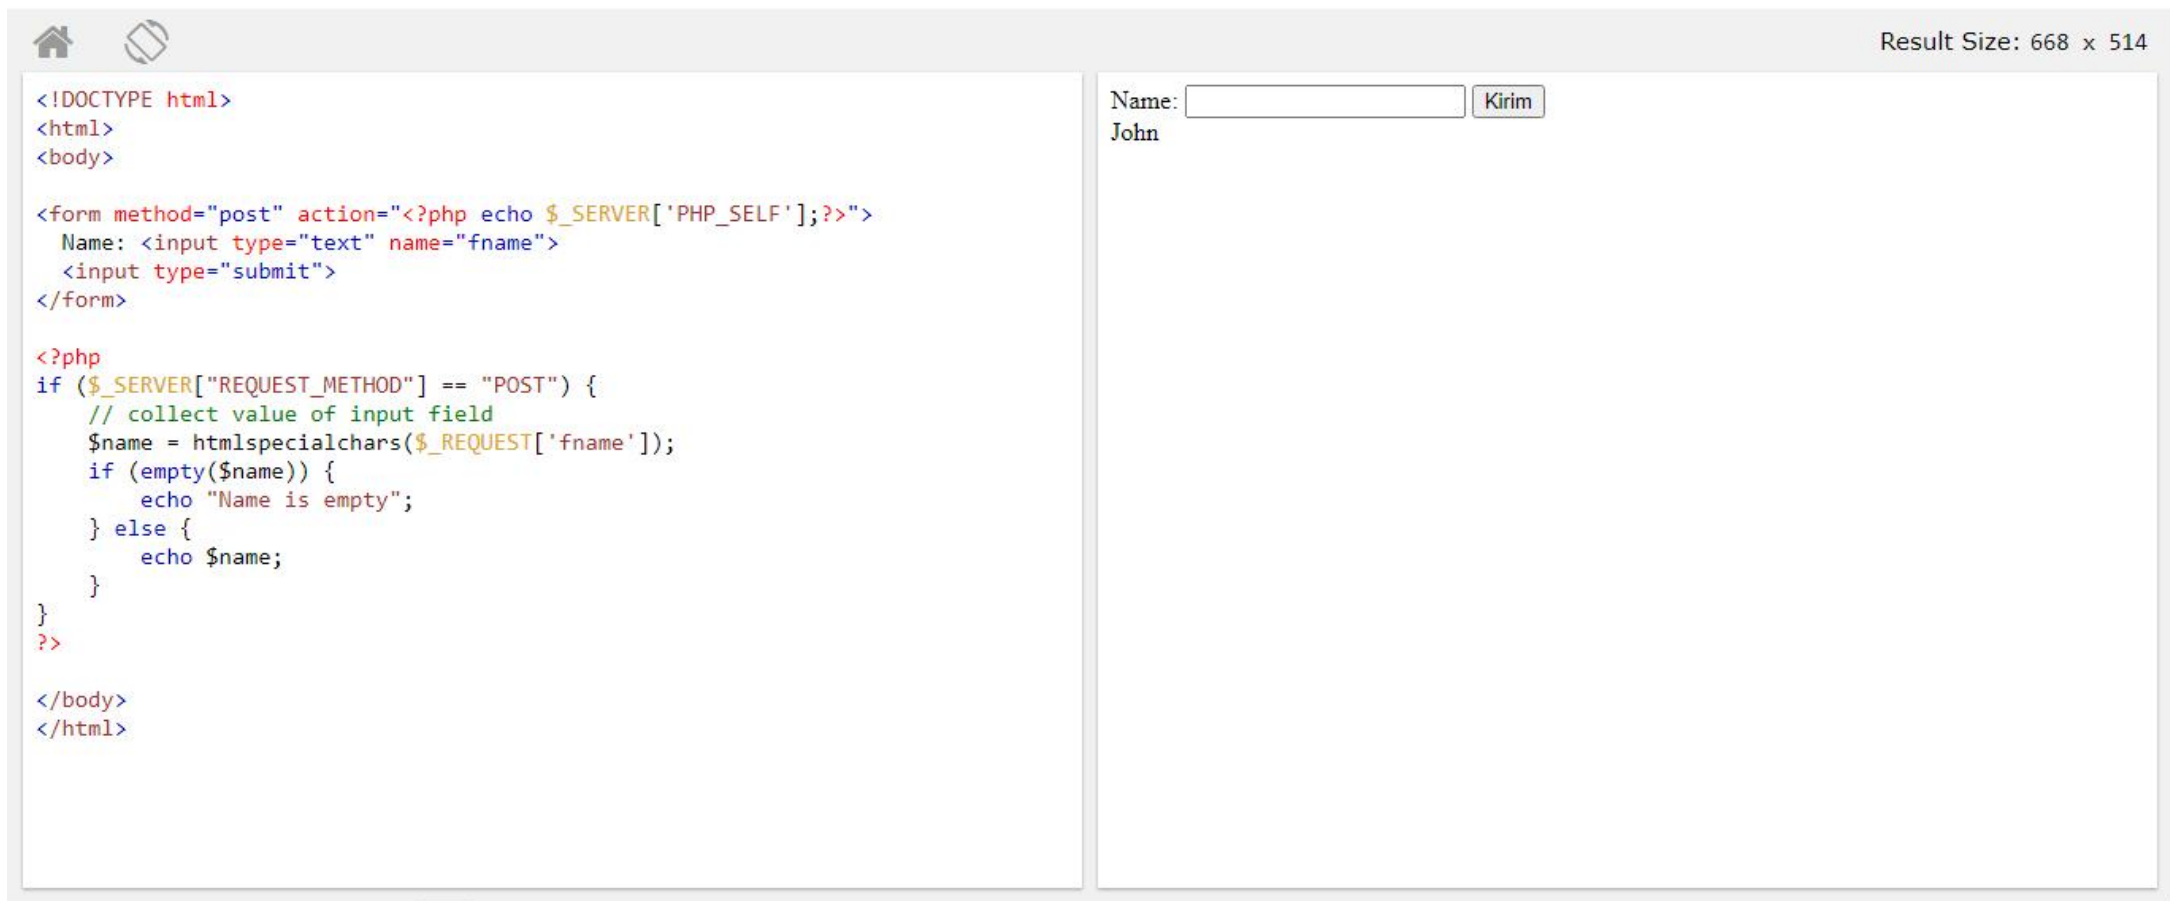 Result Size: 668 x 514
<!DOCTYPE html>
<html>
<body>
<form method="post" action="<?php echo $_SERVER['PHP_SELF'];?>">
  Name: <input type="text" name="fname">
  <input type="submit">
</form>
<?php
if ($_SERVER["REQUEST_METHOD"] == "POST") {
    // collect value of input field
    $name = htmlspecialchars($_REQUEST['fname']);
    if (empty($name)) {
        echo "Name is empty";
    } else {
        echo $name;
    }
}
?>
</body>
</html>
Name: Kirim
John